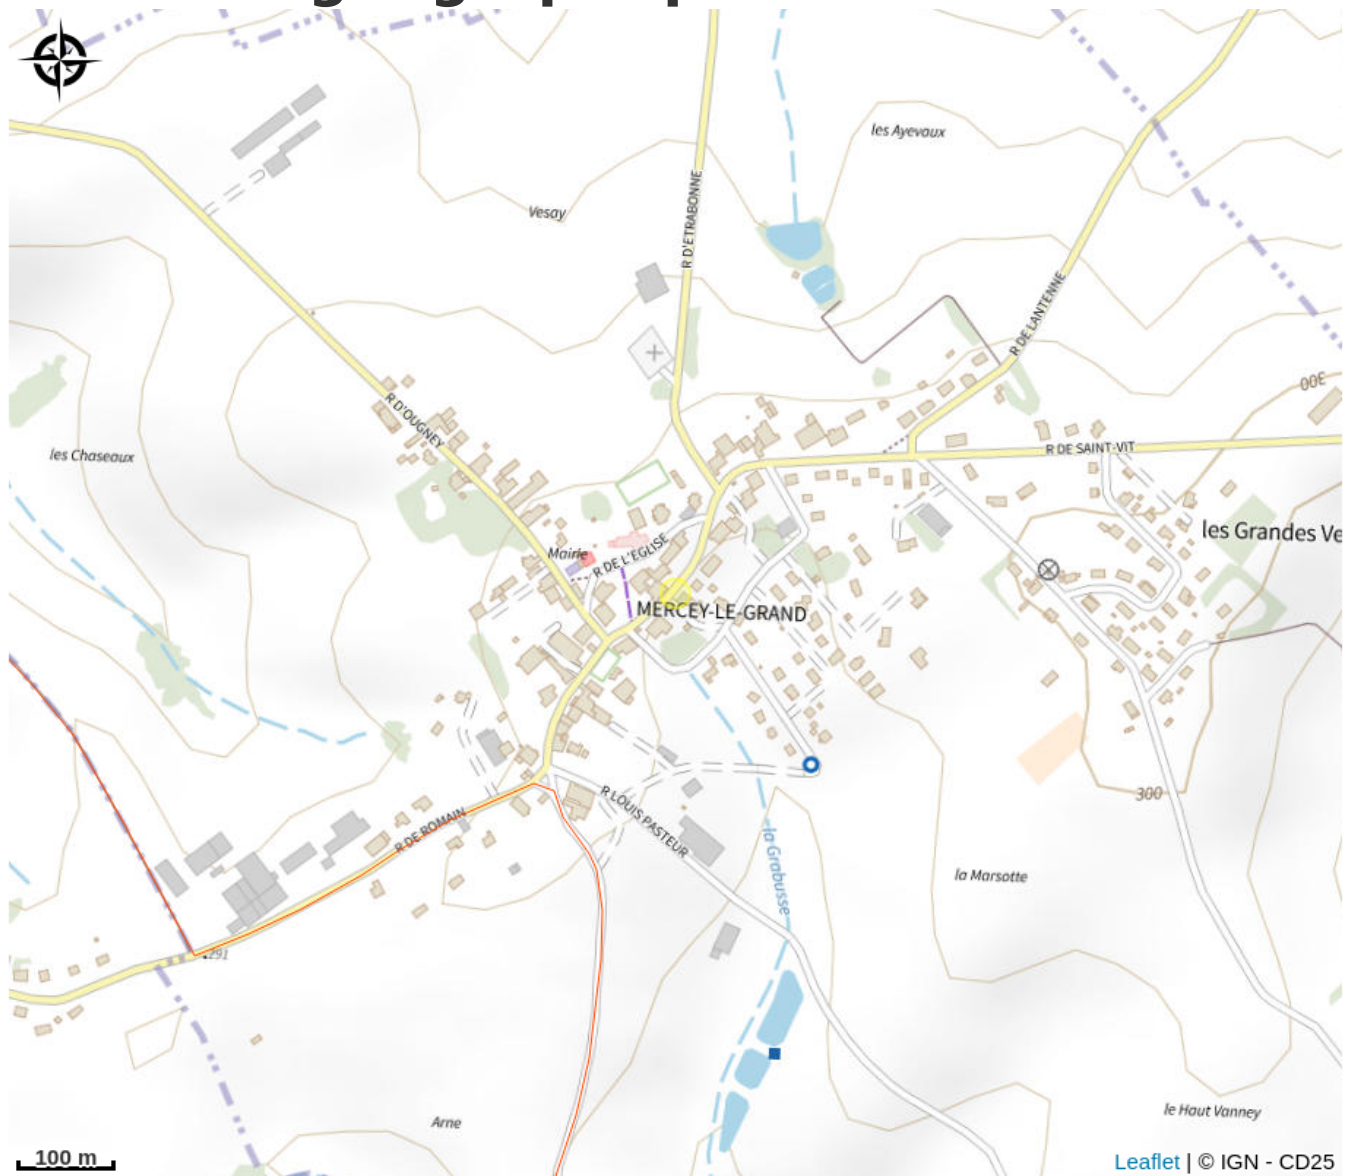 les Ayevaux
R D'ETRABONNE
Vesay
R DE LANTENNE
300
R D'OUGNEY
les Chaseaux
R DE SAINT-VIT
les Grandes Ve
Mairie
R DE L'ÉGLISE
MERCEY-LE-GRAND
300
R LOUIS PASTEUR
R DE ROMAIN
la Grabusse
la Marsotte
291
le Haut Vanney
Arne
100 m
Leaflet | © IGN - CD25